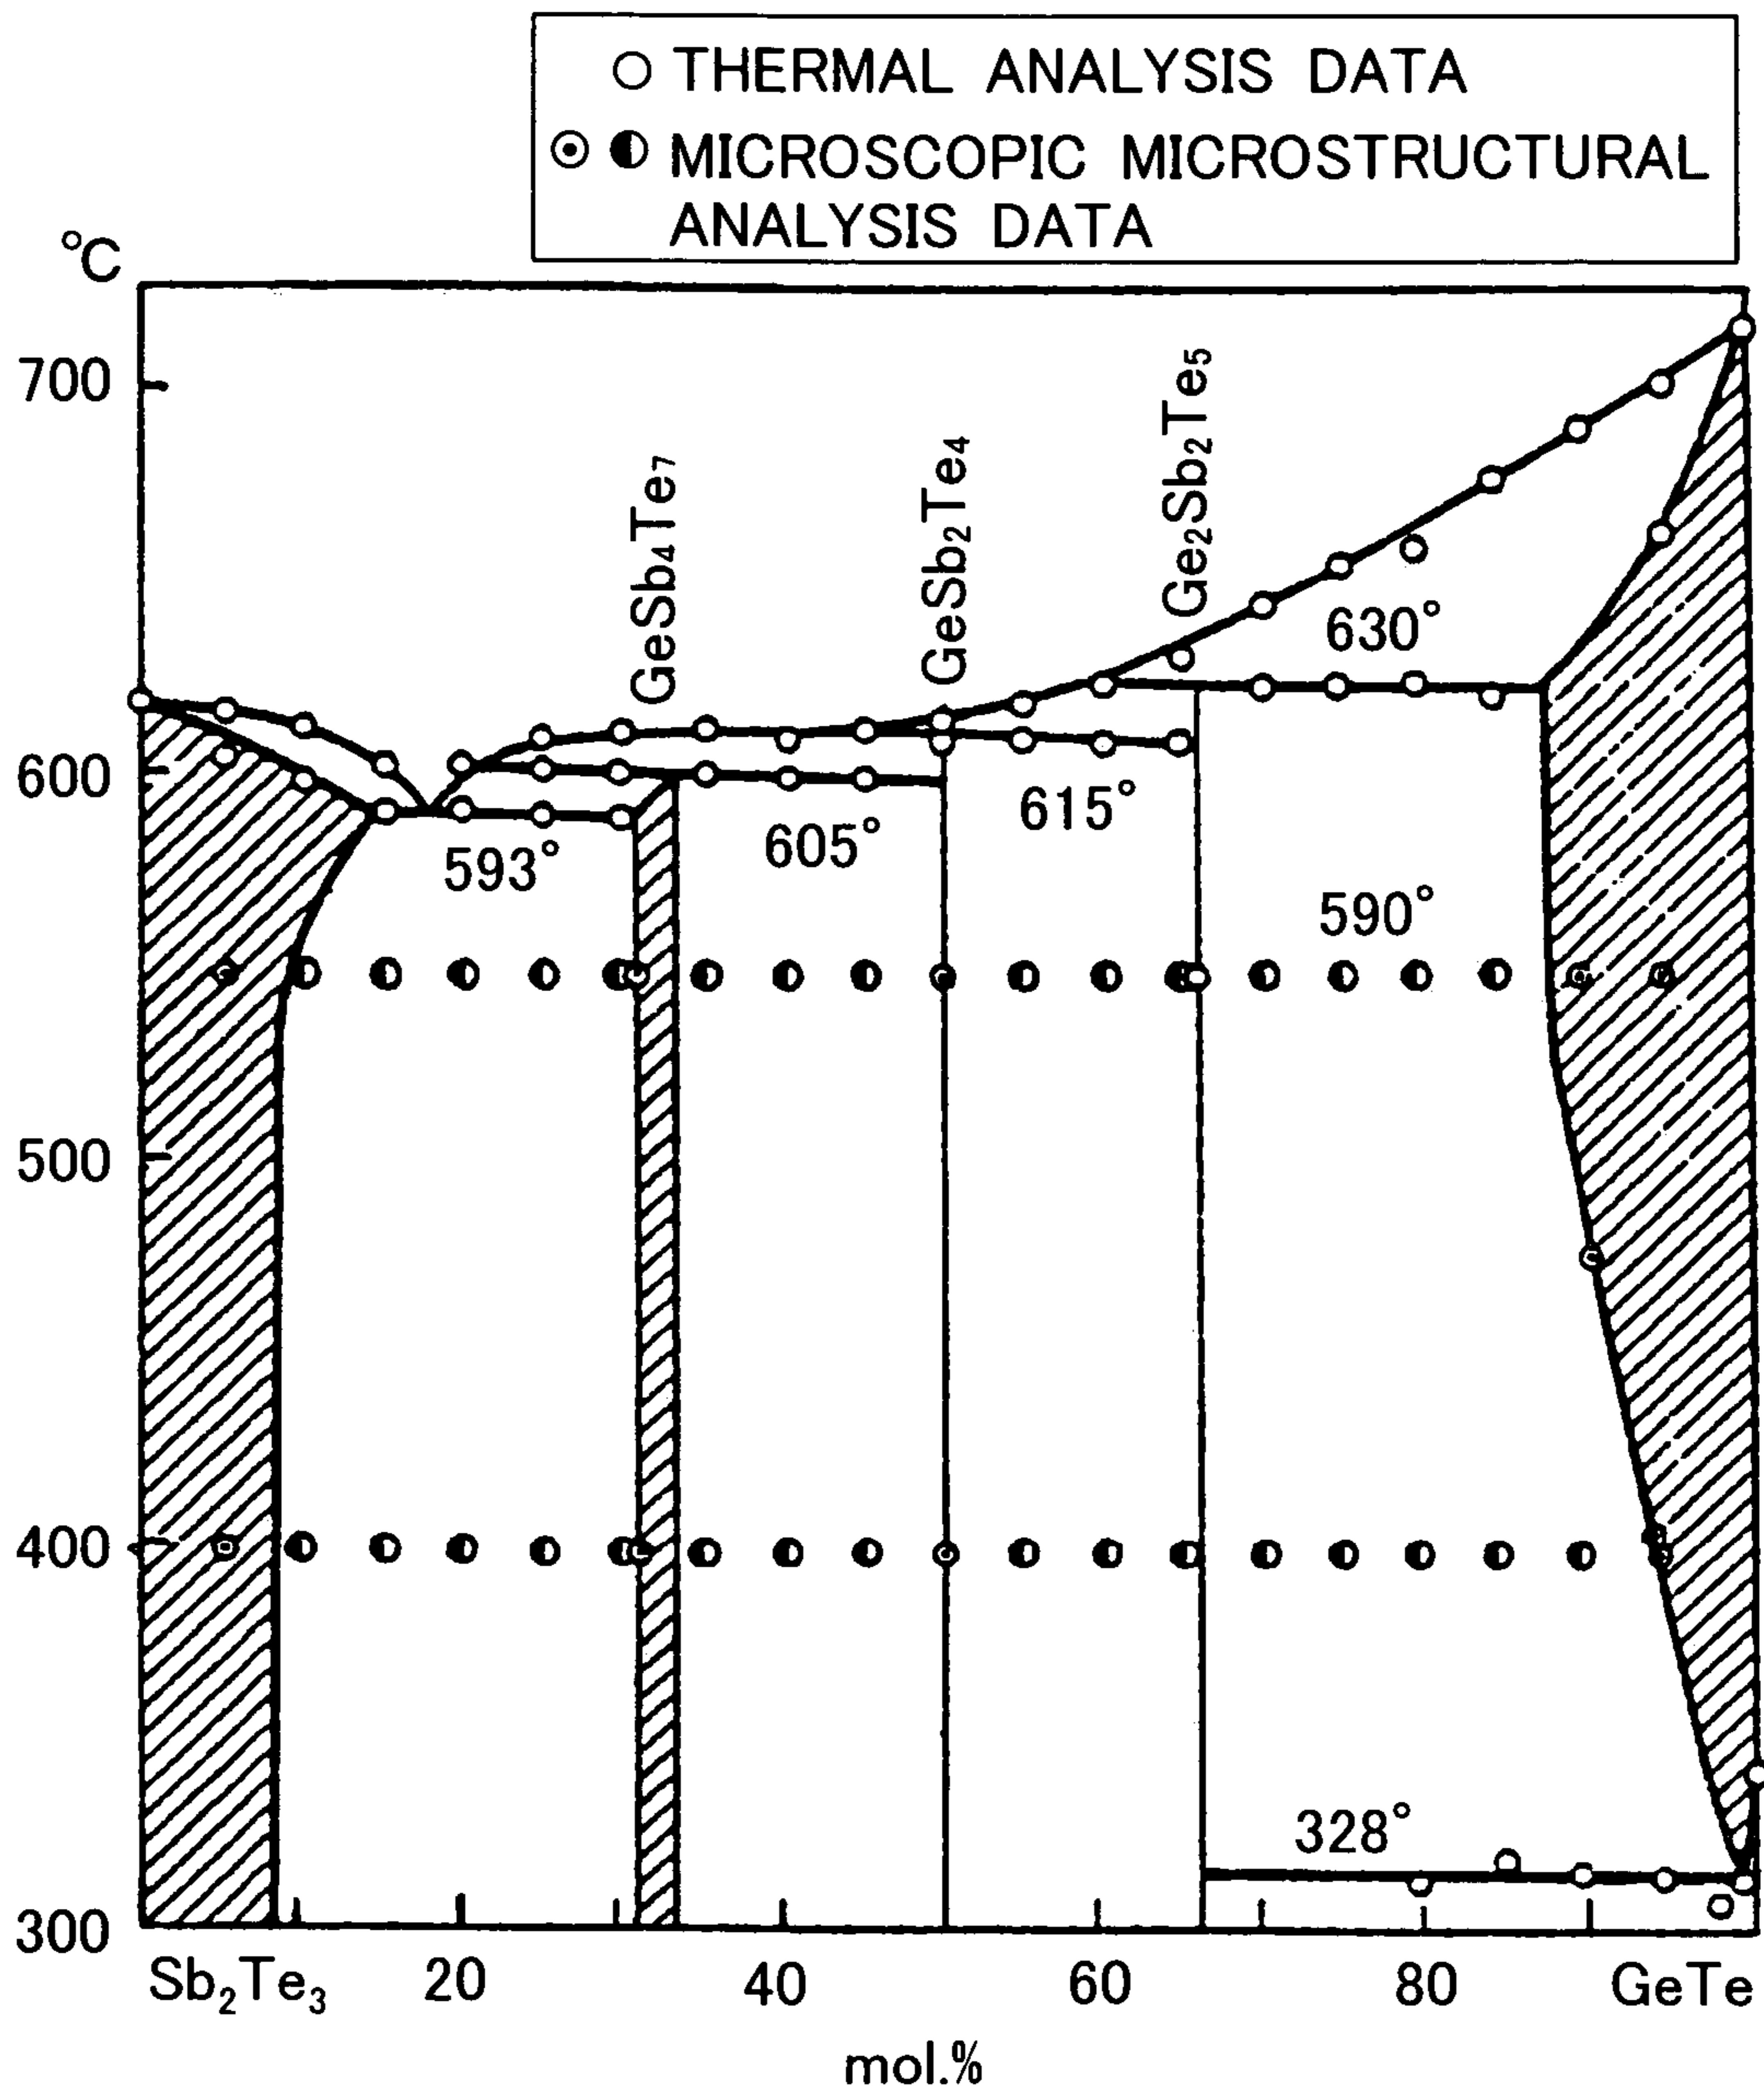 ○ THERMAL ANALYSIS DATA
⊙ ◐ MICROSCOPIC MICROSTRUCTURAL
ANALYSIS DATA
°C
700
600
500
400
300
GeSb₄Te₇
GeSb₂Te₄
Ge₂Sb₂Te₅
630°
615°
605°
593°
590°
328°
Sb₂Te₃ 20 40 60 80 GeTe
mol.%